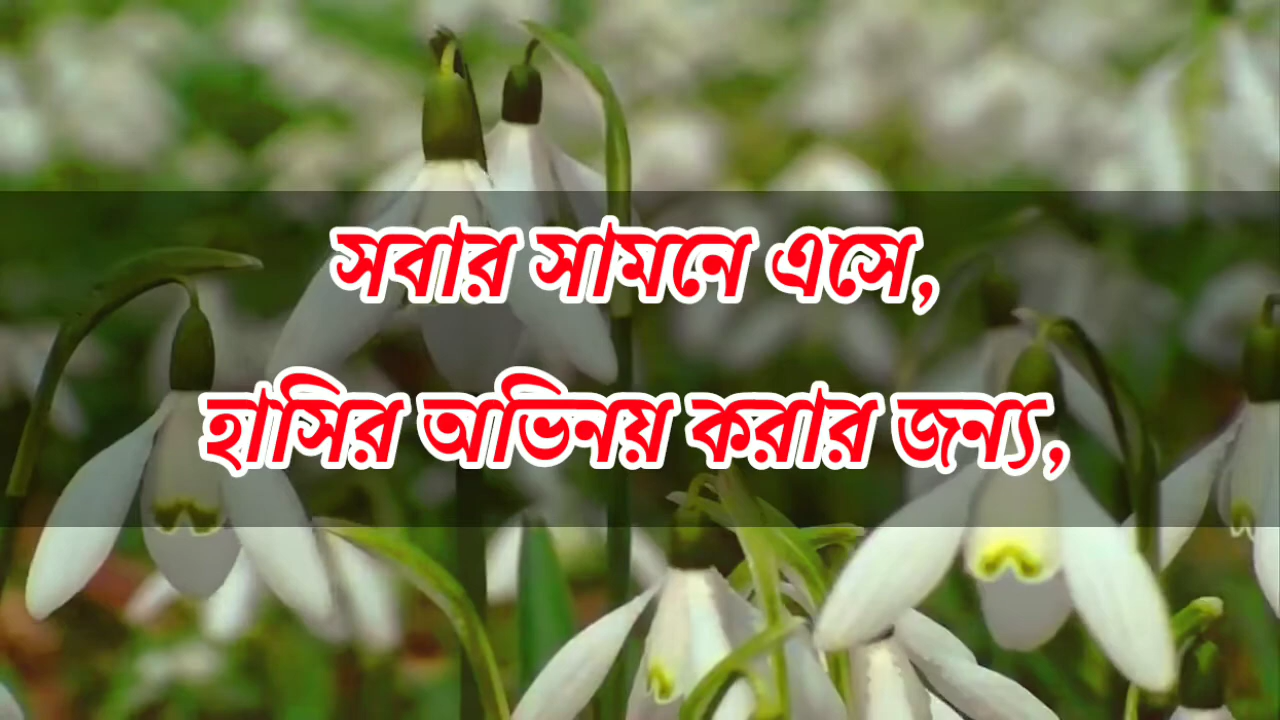 সবার সামনে এসে,
হাসির অভিনয় করার জন্য,